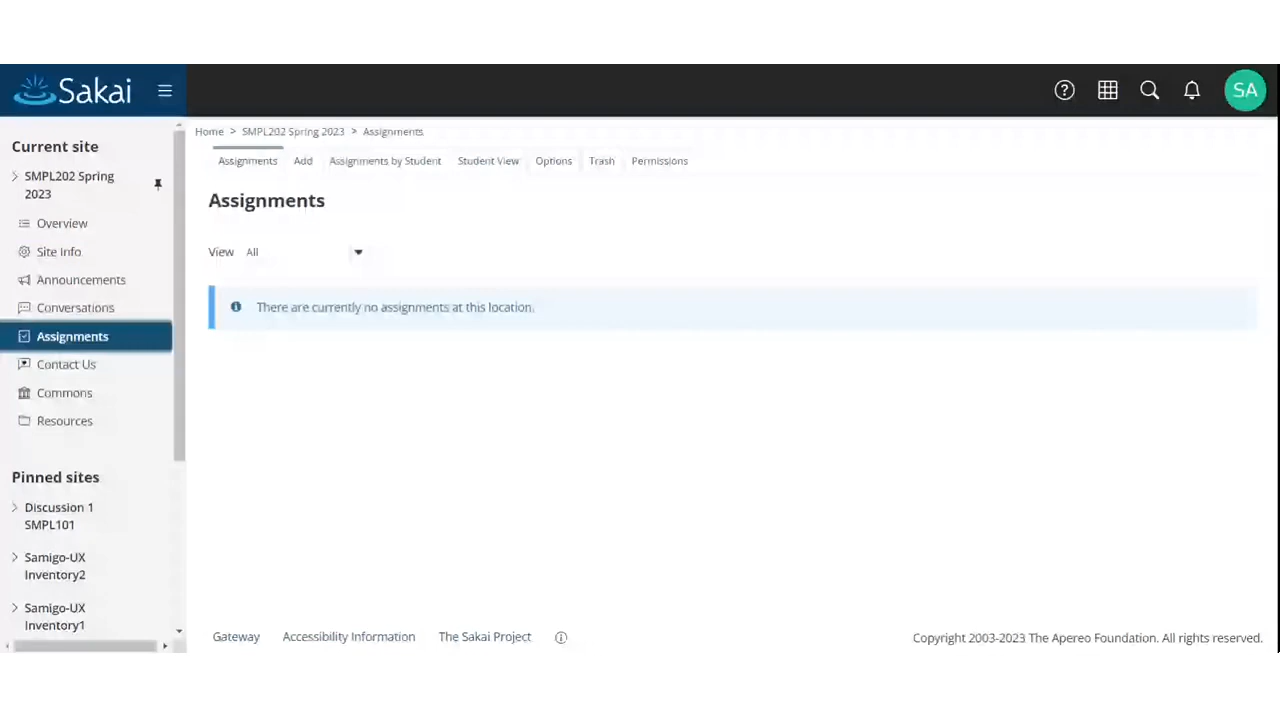 Sakai
SA
Current site
SMPL202 Spring
2023
Overview
Site Info
Announcements
Conversations
Assignments
Contact Us
Commons
Resources
Pinned sites
Discussion 1
SMPL101
Samigo-UX
Inventory2
Samigo-UX
Inventory1
Home > SMPL202 Spring 2023 > Assignments
Assignments Add Assignments by Student Student View Options Trash Permissions
Assignments
View All
There are currently no assignments at this location.
Gateway Accessibility Information The Sakai Project
Copyright 2003-2023 The Apereo Foundation. All rights reserved.